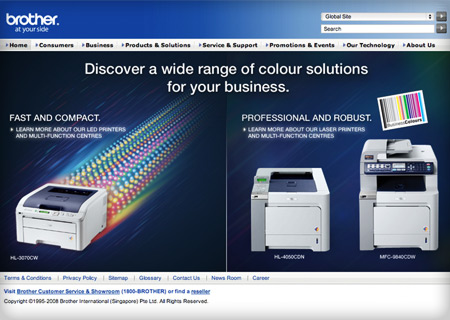 brother.
at your side
Global Site
Search
Home Consumers Business Products & Solutions Service & Support Promotions & Events Our Technology About Us
Discover a wide range of colour solutions
for your business.
FAST AND COMPACT.
LEARN MORE ABOUT OUR LED PRINTERS
AND MULTI-FUNCTION CENTRES
PROFESSIONAL AND ROBUST.
LEARN MORE ABOUT OUR LASER PRINTERS
AND MULTI-FUNCTION CENTRES
BusinessColours
HL-3070CW
HL-4050CDN
MFC-9840CDW
Terms & Conditions | Privacy Policy | Sitemap | Glossary | Contact Us | News Room | Career
Visit Brother Customer Service & Showroom (1800-BROTHER) or find a reseller
Copyright ©1995-2008 Brother International (Singapore) Pte Ltd. All Rights Reserved.